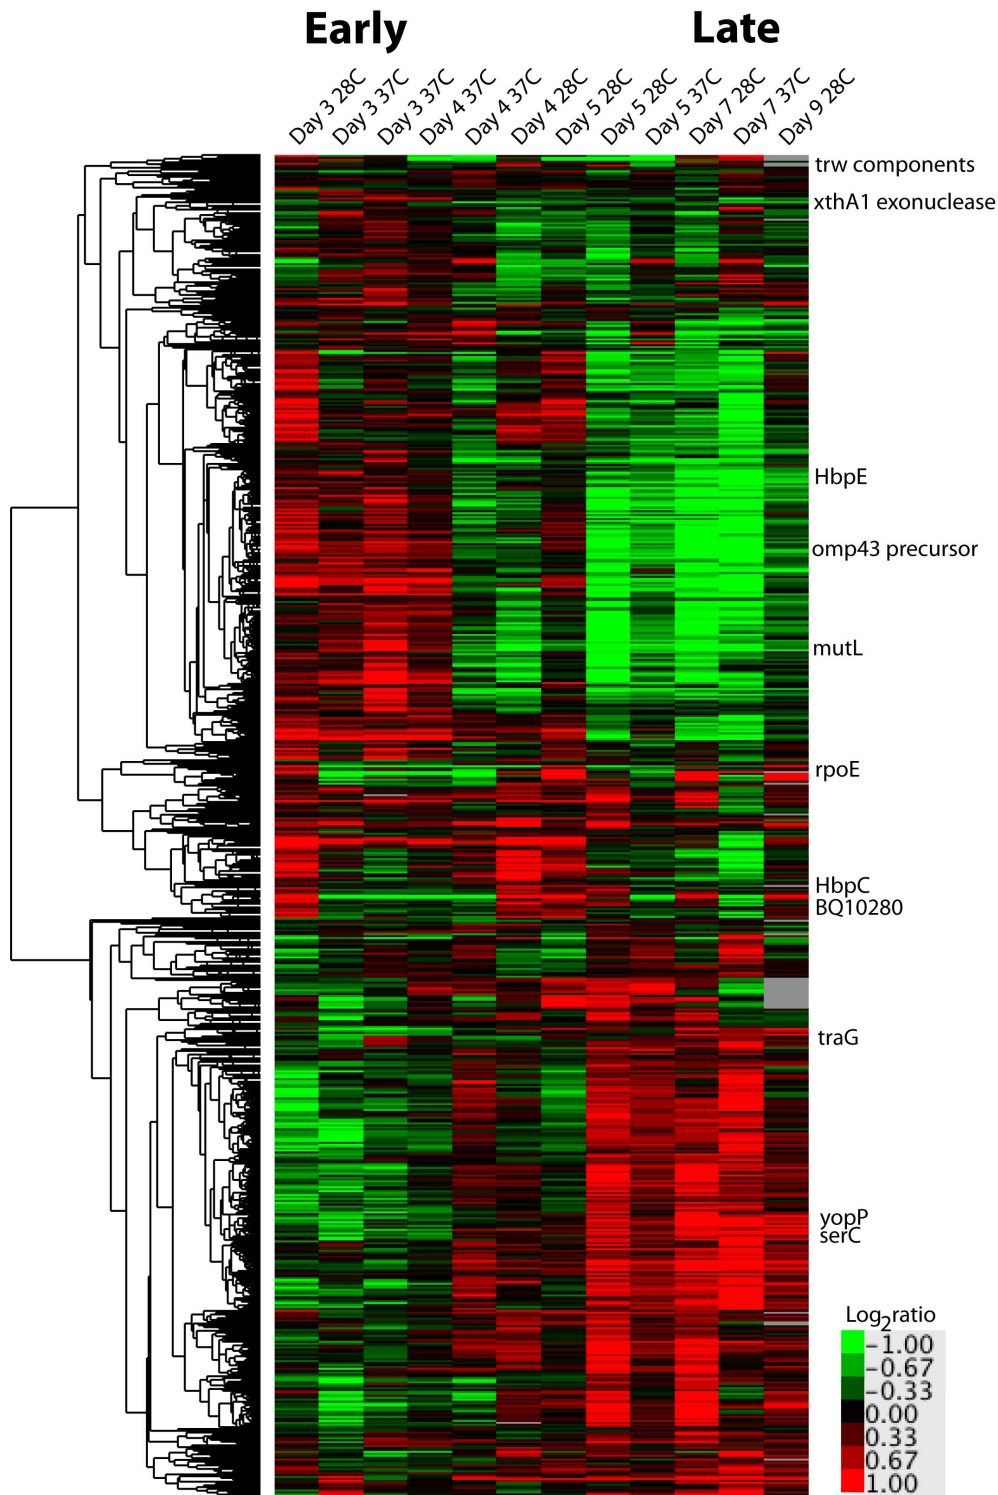 Early
Late
Day 3 28C
Day 3 37C
Day 3 37C
Day 4 37C
Day 4 37C
Day 4 28C
Day 5 28C
Day 5 28C
Day 5 37C
Day 7 28C
Day 7 37C
Day 9 28C
trw components
xthA1 exonuclease
HbpE
omp43 precursor
mutL
rpoE
HbpC
BQ10280
traG
yopP
serC
Log2ratio
-1.00
-0.67
-0.33
0.00
0.33
0.67
1.00